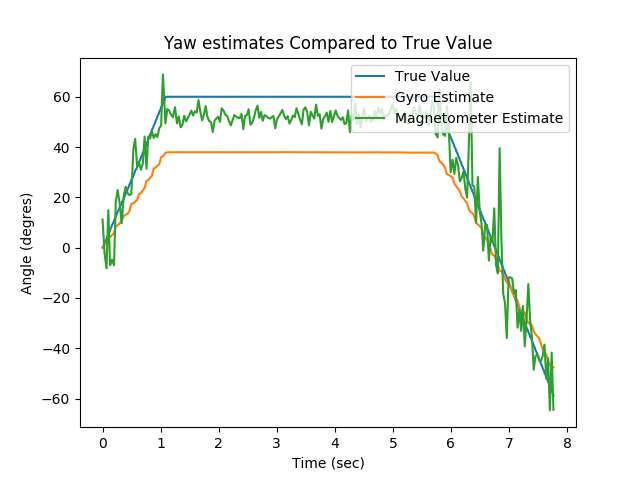 Yaw estimates Compared to True Value
True Value
Gyro Estimate
Magnetometer Estimate
Angle (degres)
60
40
20
0
−20
−40
−60
0 1 2 3 4 5 6 7 8
Time (sec)